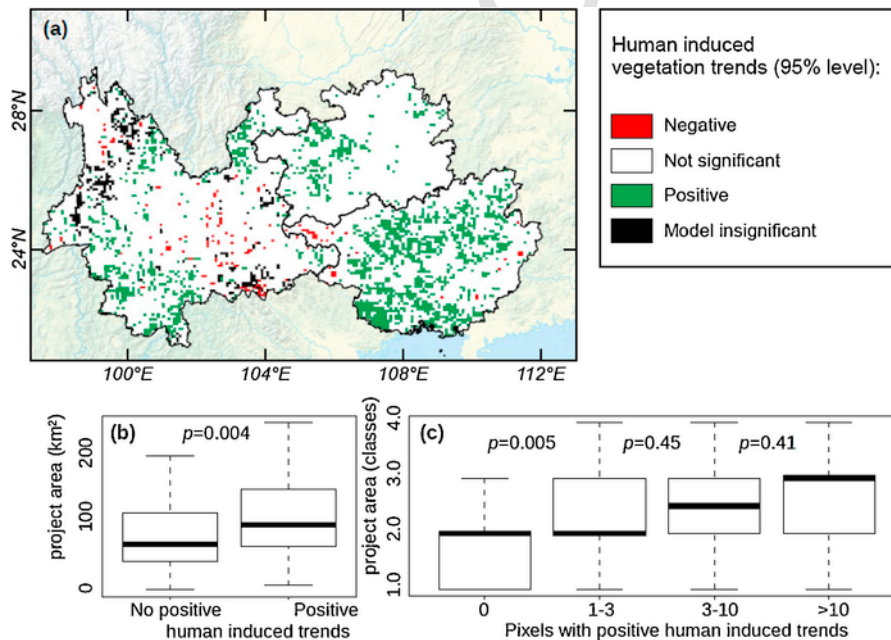 (a)
Human induced
vegetation trends (95% level):
Negative
Not significant
Positive
Model insignificant
28°N
24°N
100°E 104°E 108°E 112°E
(b)
p=0.004
project area (km²)
200
100
0
No positive Positive
human induced trends
(c)
p=0.005 p=0.45 p=0.41
project area (classes)
4.0
3.0
2.0
1.0
0 1-3 3-10 >10
Pixels with positive human induced trends